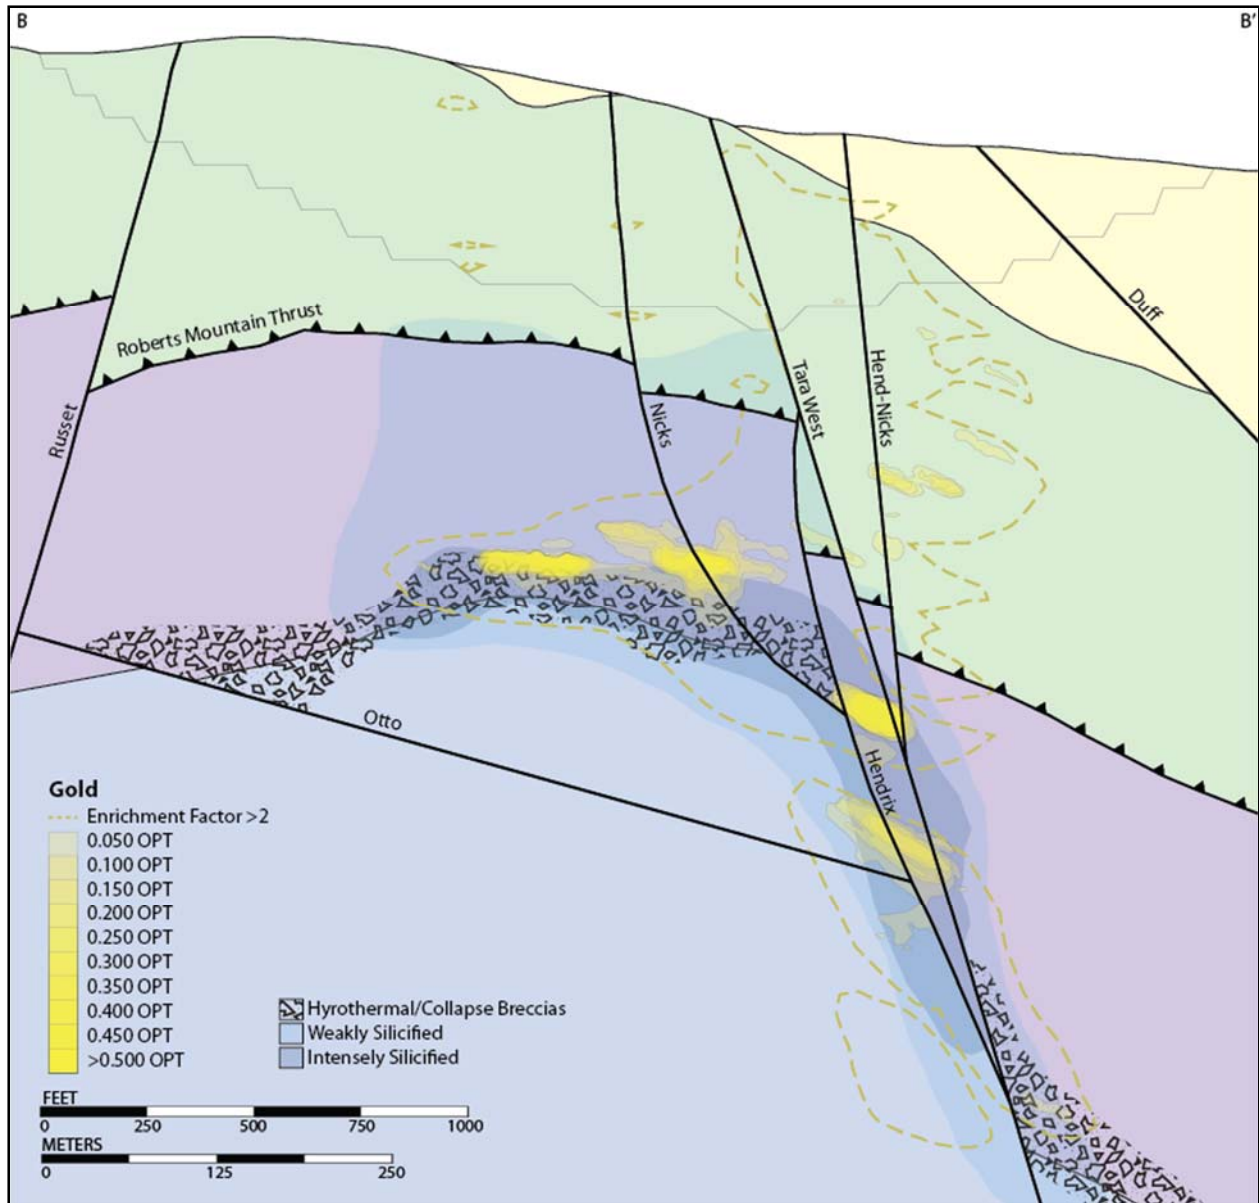 B
B'
Duff
Roberts Mountain Thrust
Tara West
Hend-Nicks
Russet
Nicks
Otto
Hendrix
Gold
Enrichment Factor >2
0.050 OPT
0.100 OPT
0.150 OPT
0.200 OPT
0.250 OPT
0.300 OPT
0.350 OPT
0.400 OPT
0.450 OPT
>0.500 OPT
Hyrothermal/Collapse Breccias
Weakly Silicified
Intensely Silicified
FEET
0 250 500 750 1000
METERS
0 125 250